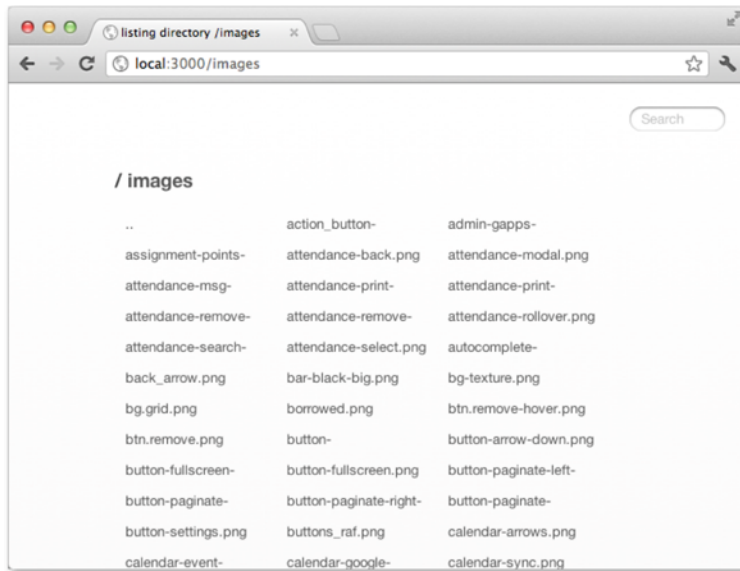 listing directory /images
local:3000/images
Search
/ images
.. action_button- admin-gapps-
assignment-points- attendance-back.png attendance-modal.png
attendance-msg- attendance-print- attendance-print-
attendance-remove- attendance-remove- attendance-rollover.png
attendance-search- attendance-select.png autocomplete-
back_arrow.png bar-black-big.png bg-texture.png
bg.grid.png borrowed.png btn.remove-hover.png
btn.remove.png button- button-arrow-down.png
button-fullscreen- button-fullscreen.png button-paginate-left-
button-paginate- button-paginate-right- button-paginate-
button-settings.png buttons_raf.png calendar-arrows.png
calendar-event- calendar-google- calendar-sync.png